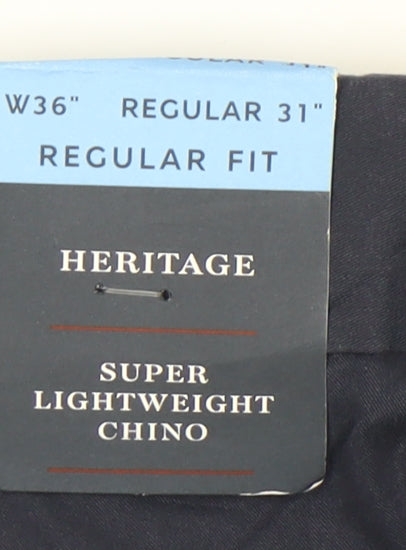 W36" REGULAR 31"
REGULAR FIT
HERITAGE
SUPER
LIGHTWEIGHT
CHINO